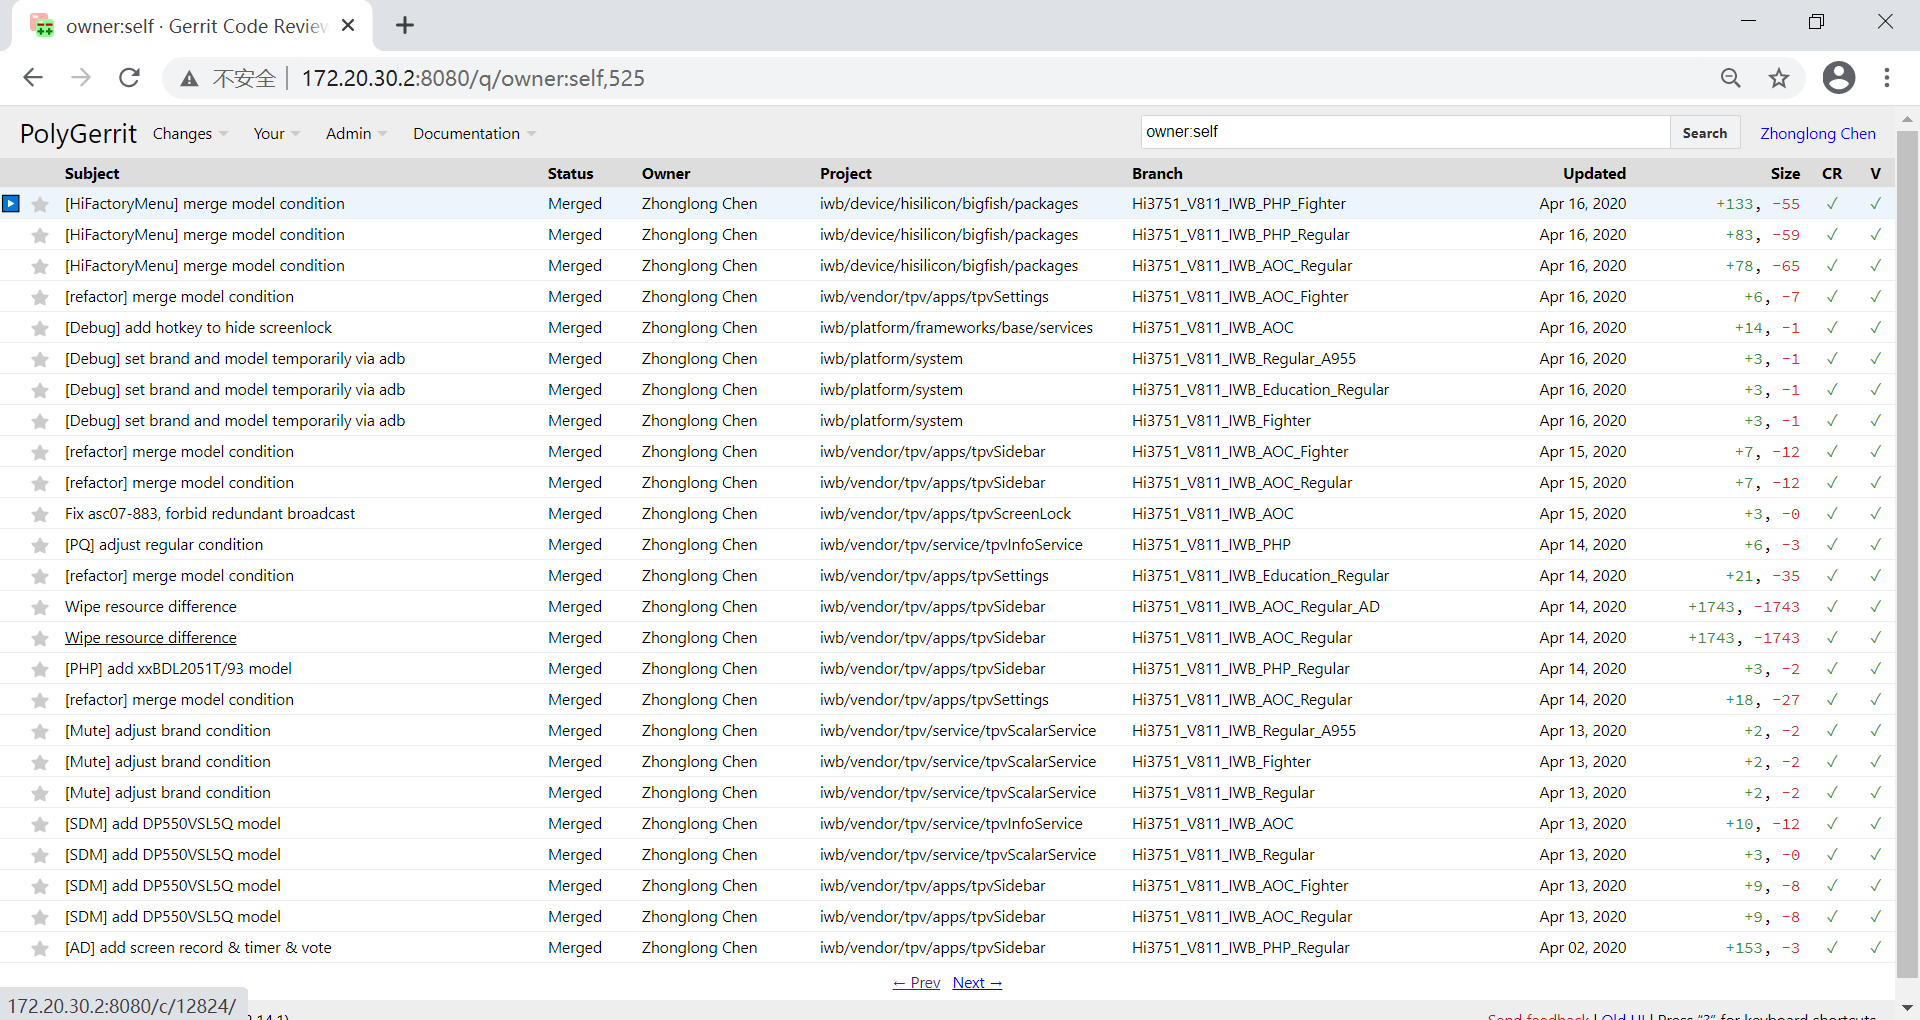 owner:self · Gerrit Code Review
不安全 172.20.30.2:8080/q/owner:self,525
PolyGerrit Changes Your Admin Documentation owner:self Search Zhonglong Chen
Subject Status Owner Project Branch Updated Size CR V
[HiFactoryMenu] merge model condition Merged Zhonglong Chen iwb/device/hisilicon/bigfish/packages Hi3751_V811_IWB_PHP_Fighter Apr 16, 2020 +133, -55 ✓ ✓
[HiFactoryMenu] merge model condition Merged Zhonglong Chen iwb/device/hisilicon/bigfish/packages Hi3751_V811_IWB_PHP_Regular Apr 16, 2020 +83, -59 ✓ ✓
[HiFactoryMenu] merge model condition Merged Zhonglong Chen iwb/device/hisilicon/bigfish/packages Hi3751_V811_IWB_AOC_Regular Apr 16, 2020 +78, -65 ✓ ✓
[refactor] merge model condition Merged Zhonglong Chen iwb/vendor/tpv/apps/tpvSettings Hi3751_V811_IWB_AOC_Fighter Apr 16, 2020 +6, -7 ✓ ✓
[Debug] add hotkey to hide screenlock Merged Zhonglong Chen iwb/platform/frameworks/base/services Hi3751_V811_IWB_AOC Apr 16, 2020 +14, -1 ✓ ✓
[Debug] set brand and model temporarily via adb Merged Zhonglong Chen iwb/platform/system Hi3751_V811_IWB_Regular_A955 Apr 16, 2020 +3, -1 ✓ ✓
[Debug] set brand and model temporarily via adb Merged Zhonglong Chen iwb/platform/system Hi3751_V811_IWB_Education_Regular Apr 16, 2020 +3, -1 ✓ ✓
[Debug] set brand and model temporarily via adb Merged Zhonglong Chen iwb/platform/system Hi3751_V811_IWB_Fighter Apr 16, 2020 +3, -1 ✓ ✓
[refactor] merge model condition Merged Zhonglong Chen iwb/vendor/tpv/apps/tpvSidebar Hi3751_V811_IWB_AOC_Fighter Apr 15, 2020 +7, -12 ✓ ✓
[refactor] merge model condition Merged Zhonglong Chen iwb/vendor/tpv/apps/tpvSidebar Hi3751_V811_IWB_AOC_Regular Apr 15, 2020 +7, -12 ✓ ✓
Fix asc07-883, forbid redundant broadcast Merged Zhonglong Chen iwb/vendor/tpv/apps/tpvScreenLock Hi3751_V811_IWB_AOC Apr 15, 2020 +3, -0 ✓ ✓
[PQ] adjust regular condition Merged Zhonglong Chen iwb/vendor/tpv/service/tpvInfoService Hi3751_V811_IWB_PHP Apr 14, 2020 +6, -3 ✓ ✓
[refactor] merge model condition Merged Zhonglong Chen iwb/vendor/tpv/apps/tpvSettings Hi3751_V811_IWB_Education_Regular Apr 14, 2020 +21, -35 ✓ ✓
Wipe resource difference Merged Zhonglong Chen iwb/vendor/tpv/apps/tpvSidebar Hi3751_V811_IWB_AOC_Regular_AD Apr 14, 2020 +1743, -1743 ✓ ✓
Wipe resource difference Merged Zhonglong Chen iwb/vendor/tpv/apps/tpvSidebar Hi3751_V811_IWB_AOC_Regular Apr 14, 2020 +1743, -1743 ✓ ✓
[PHP] add xxBDL2051T/93 model Merged Zhonglong Chen iwb/vendor/tpv/apps/tpvSidebar Hi3751_V811_IWB_PHP_Regular Apr 14, 2020 +3, -2 ✓ ✓
[refactor] merge model condition Merged Zhonglong Chen iwb/vendor/tpv/apps/tpvSettings Hi3751_V811_IWB_AOC_Regular Apr 14, 2020 +18, -27 ✓ ✓
[Mute] adjust brand condition Merged Zhonglong Chen iwb/vendor/tpv/service/tpvScalarService Hi3751_V811_IWB_Regular_A955 Apr 13, 2020 +2, -2 ✓ ✓
[Mute] adjust brand condition Merged Zhonglong Chen iwb/vendor/tpv/service/tpvScalarService Hi3751_V811_IWB_Fighter Apr 13, 2020 +2, -2 ✓ ✓
[Mute] adjust brand condition Merged Zhonglong Chen iwb/vendor/tpv/service/tpvScalarService Hi3751_V811_IWB_Regular Apr 13, 2020 +2, -2 ✓ ✓
[SDM] add DP550VSL5Q model Merged Zhonglong Chen iwb/vendor/tpv/service/tpvInfoService Hi3751_V811_IWB_AOC Apr 13, 2020 +10, -12 ✓ ✓
[SDM] add DP550VSL5Q model Merged Zhonglong Chen iwb/vendor/tpv/service/tpvScalarService Hi3751_V811_IWB_Regular Apr 13, 2020 +3, -0 ✓ ✓
[SDM] add DP550VSL5Q model Merged Zhonglong Chen iwb/vendor/tpv/apps/tpvSidebar Hi3751_V811_IWB_AOC_Fighter Apr 13, 2020 +9, -8 ✓ ✓
[SDM] add DP550VSL5Q model Merged Zhonglong Chen iwb/vendor/tpv/apps/tpvSidebar Hi3751_V811_IWB_AOC_Regular Apr 13, 2020 +9, -8 ✓ ✓
[AD] add screen record & timer & vote Merged Zhonglong Chen iwb/vendor/tpv/apps/tpvSidebar Hi3751_V811_IWB_PHP_Regular Apr 02, 2020 +153, -3 ✓ ✓
← Prev Next →
172.20.30.2:8080/c/12824/
Send feedback | Old UI | Press "?" for keyboard shortcuts